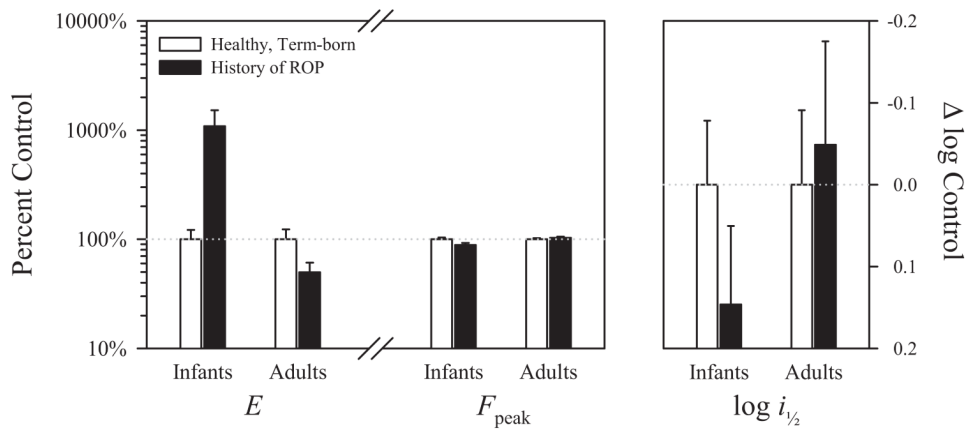 10000%
1000%
100%
10%
Percent Control
Healthy, Term-born
History of ROP
Infants Adults
E
Infants Adults
F peak
-0.2
-0.1
0.0
0.1
0.2
Δ log Control
Infants Adults
log i ½